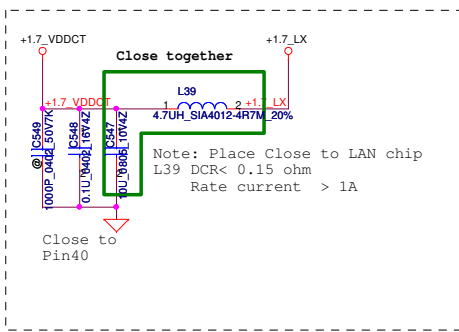 +1.7_VDDCT
+1.7_LX
Close together
L39
+1.7_VDDCT
1
2
+1.7_LX
4.7UH_SIA4012-4R7M_20%
@
C549
1000P_0402_50V7K
C548
0.1U_0402_16V4Z
C547
10U_0805_10V4Z
Note: Place Close to LAN chip
L39 DCR< 0.15 ohm
Rate current > 1A
Close to
Pin40